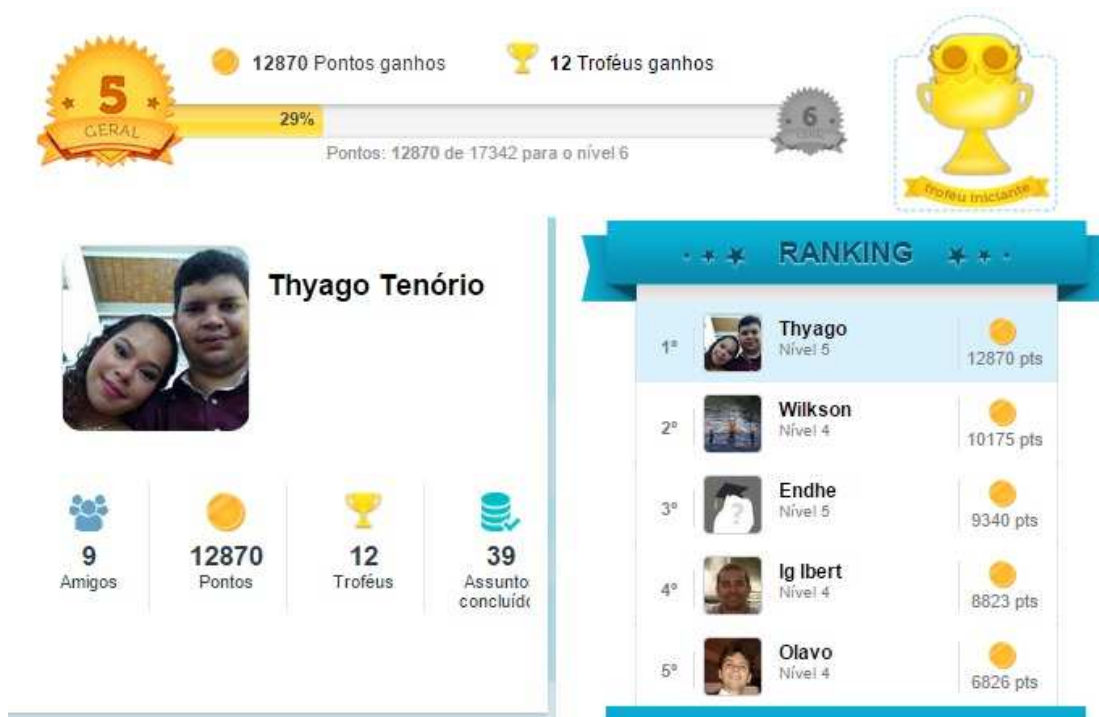 12870 Pontos ganhos
12 Troféus ganhos
5
GERAL
29%
6
Pontos: 12870 de 17342 para o nível 6
Troféu Iniciante
Thyago Tenório
9
Amigos
12870
Pontos
12
Troféus
39
Assunto
concluíd
RANKING
1º
Thyago
Nível 5
12870 pts
2º
Wilkson
Nível 4
10175 pts
3º
Endhe
Nível 5
9340 pts
4º
Ig Ibert
Nível 4
8823 pts
5º
Olavo
Nível 4
6826 pts